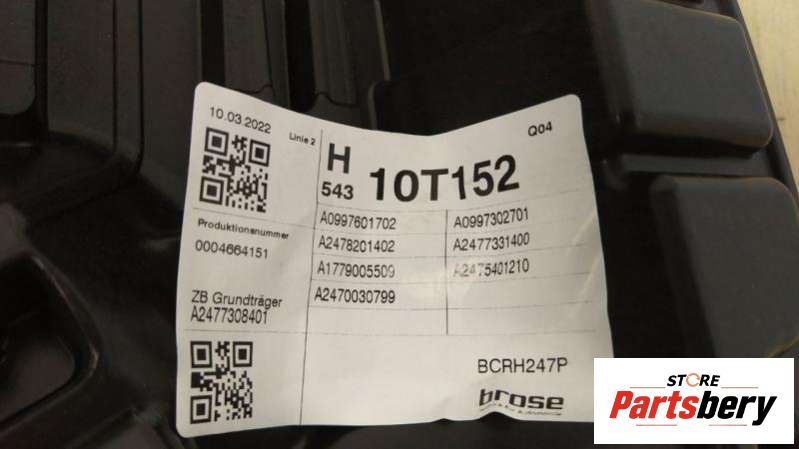 10.03.2022
Linie 2
Q04
H
543
10T152
A0997601702
A0997302701
A2478201402
A2477331400
A1779005509
A2475401210
A2470030799
Produktionsnummer
0004664151
ZB Grundträger
A2477308401
BCRH247P
brose
STORE
Partsbery